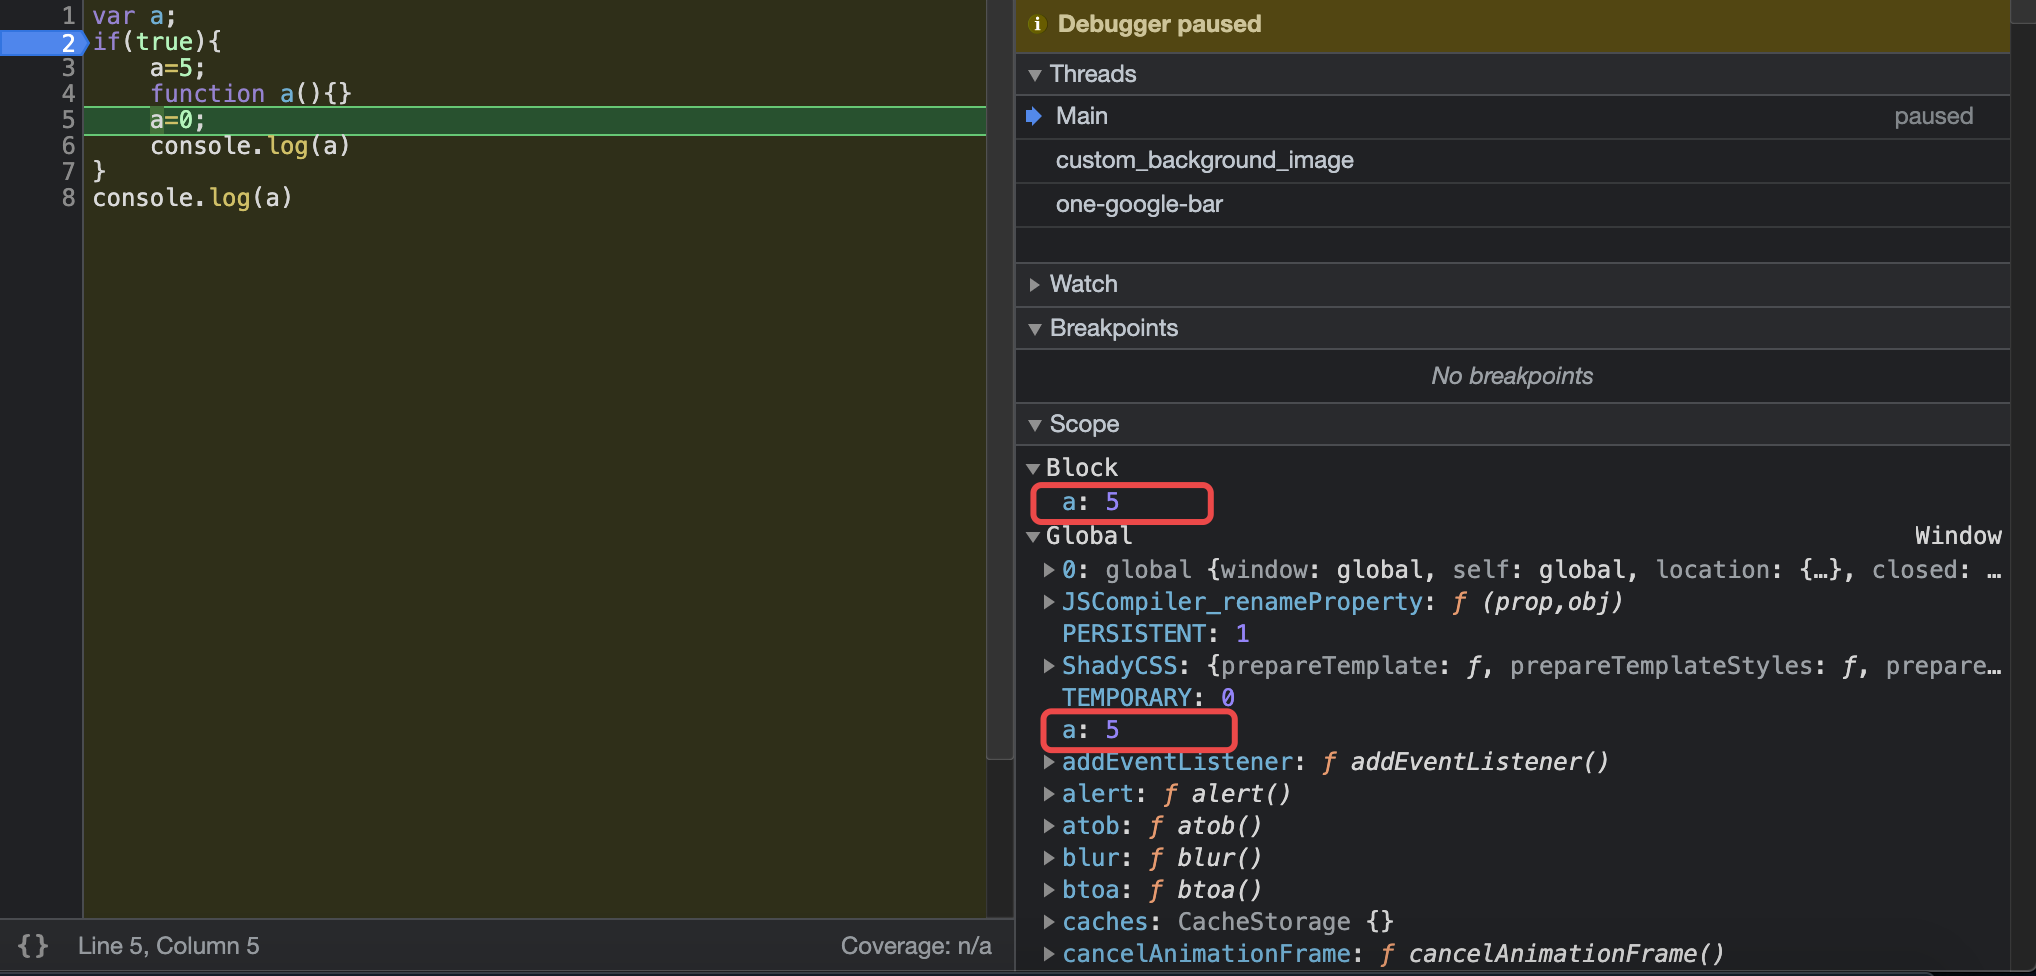 1 var a;
2 if(true){
3 a=5;
4 function a(){}
5 a=0;
6 console.log(a)
7 }
8 console.log(a)
{} Line 5, Column 5 Coverage: n/a
Debugger paused
Threads
Main paused
custom_background_image
one-google-bar
Watch
Breakpoints
No breakpoints
Scope
Block
a: 5
Global Window
0: global {window: global, self: global, location: {…}, closed: …
JSCompiler_renameProperty: ƒ (prop,obj)
PERSISTENT: 1
ShadyCSS: {prepareTemplate: ƒ, prepareTemplateStyles: ƒ, prepare…
TEMPORARY: 0
a: 5
addEventListener: ƒ addEventListener()
alert: ƒ alert()
atob: ƒ atob()
blur: ƒ blur()
btoa: ƒ btoa()
caches: CacheStorage {}
cancelAnimationFrame: ƒ cancelAnimationFrame()